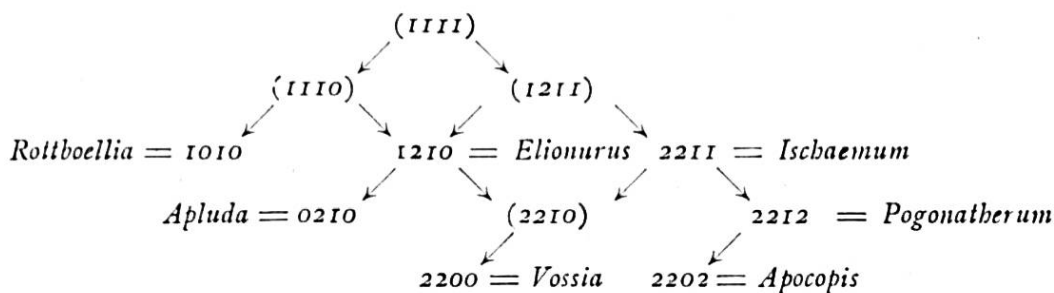 (1111)
(1110) (1211)
Rottboellia = 1010 1210 = Elionurus 2211 = Ischaemum
Apluda = 0210 (2210) 2212 = Pogonatherum
2200 = Vossia 2202 = Apocopis